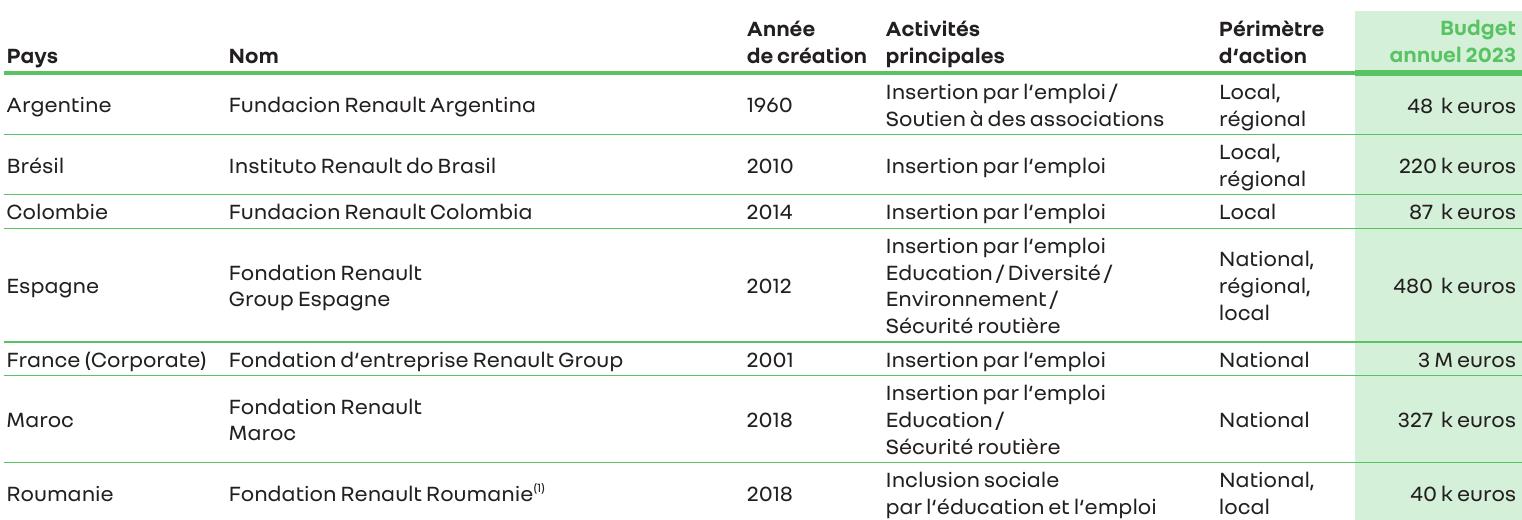 Pays Nom Année de création Activités principales Périmètre d'action Budget annuel 2023
Argentine Fundacion Renault Argentina 1960 Insertion par l'emploi / Soutien à des associations Local, régional 48 k euros
Brésil Instituto Renault do Brasil 2010 Insertion par l'emploi Local, régional 220 k euros
Colombie Fundacion Renault Colombia 2014 Insertion par l'emploi Local 87 k euros
Espagne Fondation Renault Group Espagne 2012 Insertion par l'emploi Education / Diversité / Environnement / Sécurité routière National, régional, local 480 k euros
France (Corporate) Fondation d'entreprise Renault Group 2001 Insertion par l'emploi National 3 M euros
Maroc Fondation Renault Maroc 2018 Insertion par l'emploi Education / Sécurité routière National 327 k euros
Roumanie Fondation Renault Roumanie(1) 2018 Inclusion sociale par l'éducation et l'emploi National, local 40 k euros